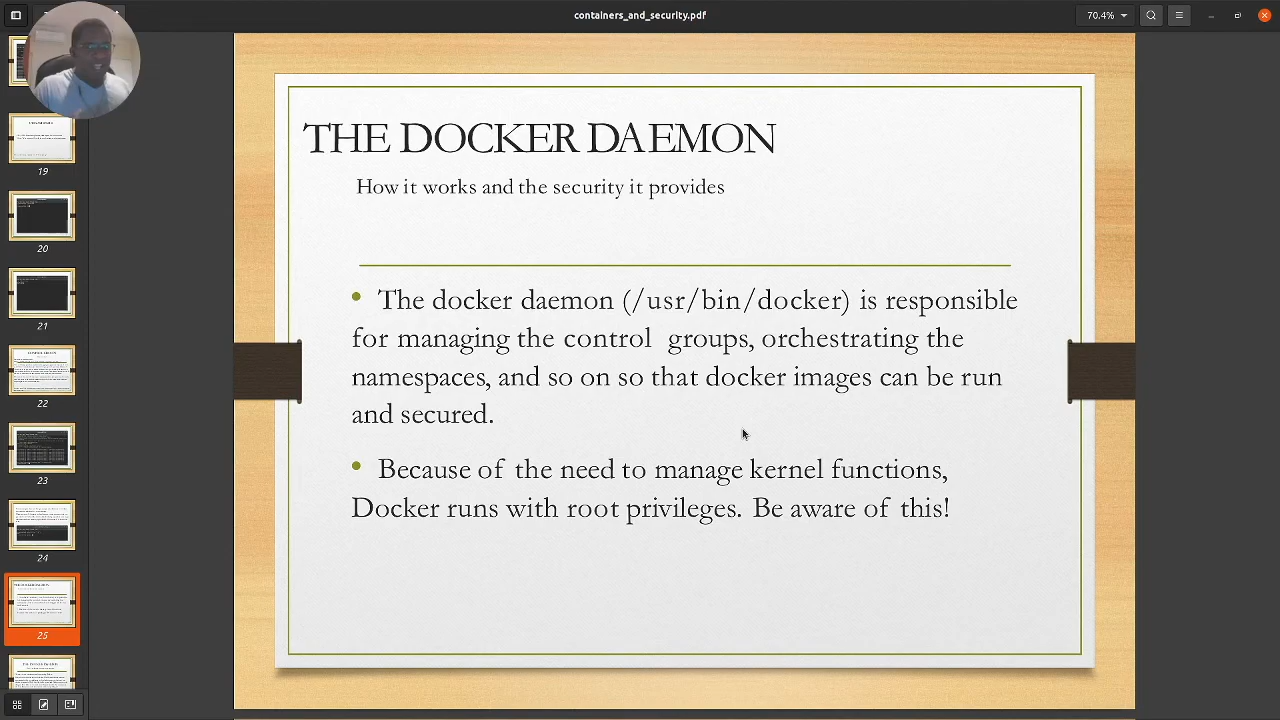 containers_and_security.pdf
70.4%
THE DOCKER DAEMON
How it works and the security it provides
• The docker daemon (/usr/bin/docker) is responsible
for managing the control groups, orchestrating the
namespaces, and so on so that docker images can be run
and secured.
• Because of the need to manage kernel functions,
Docker runs with root privileges. Be aware of this!
19
20
21
22
23
24
25